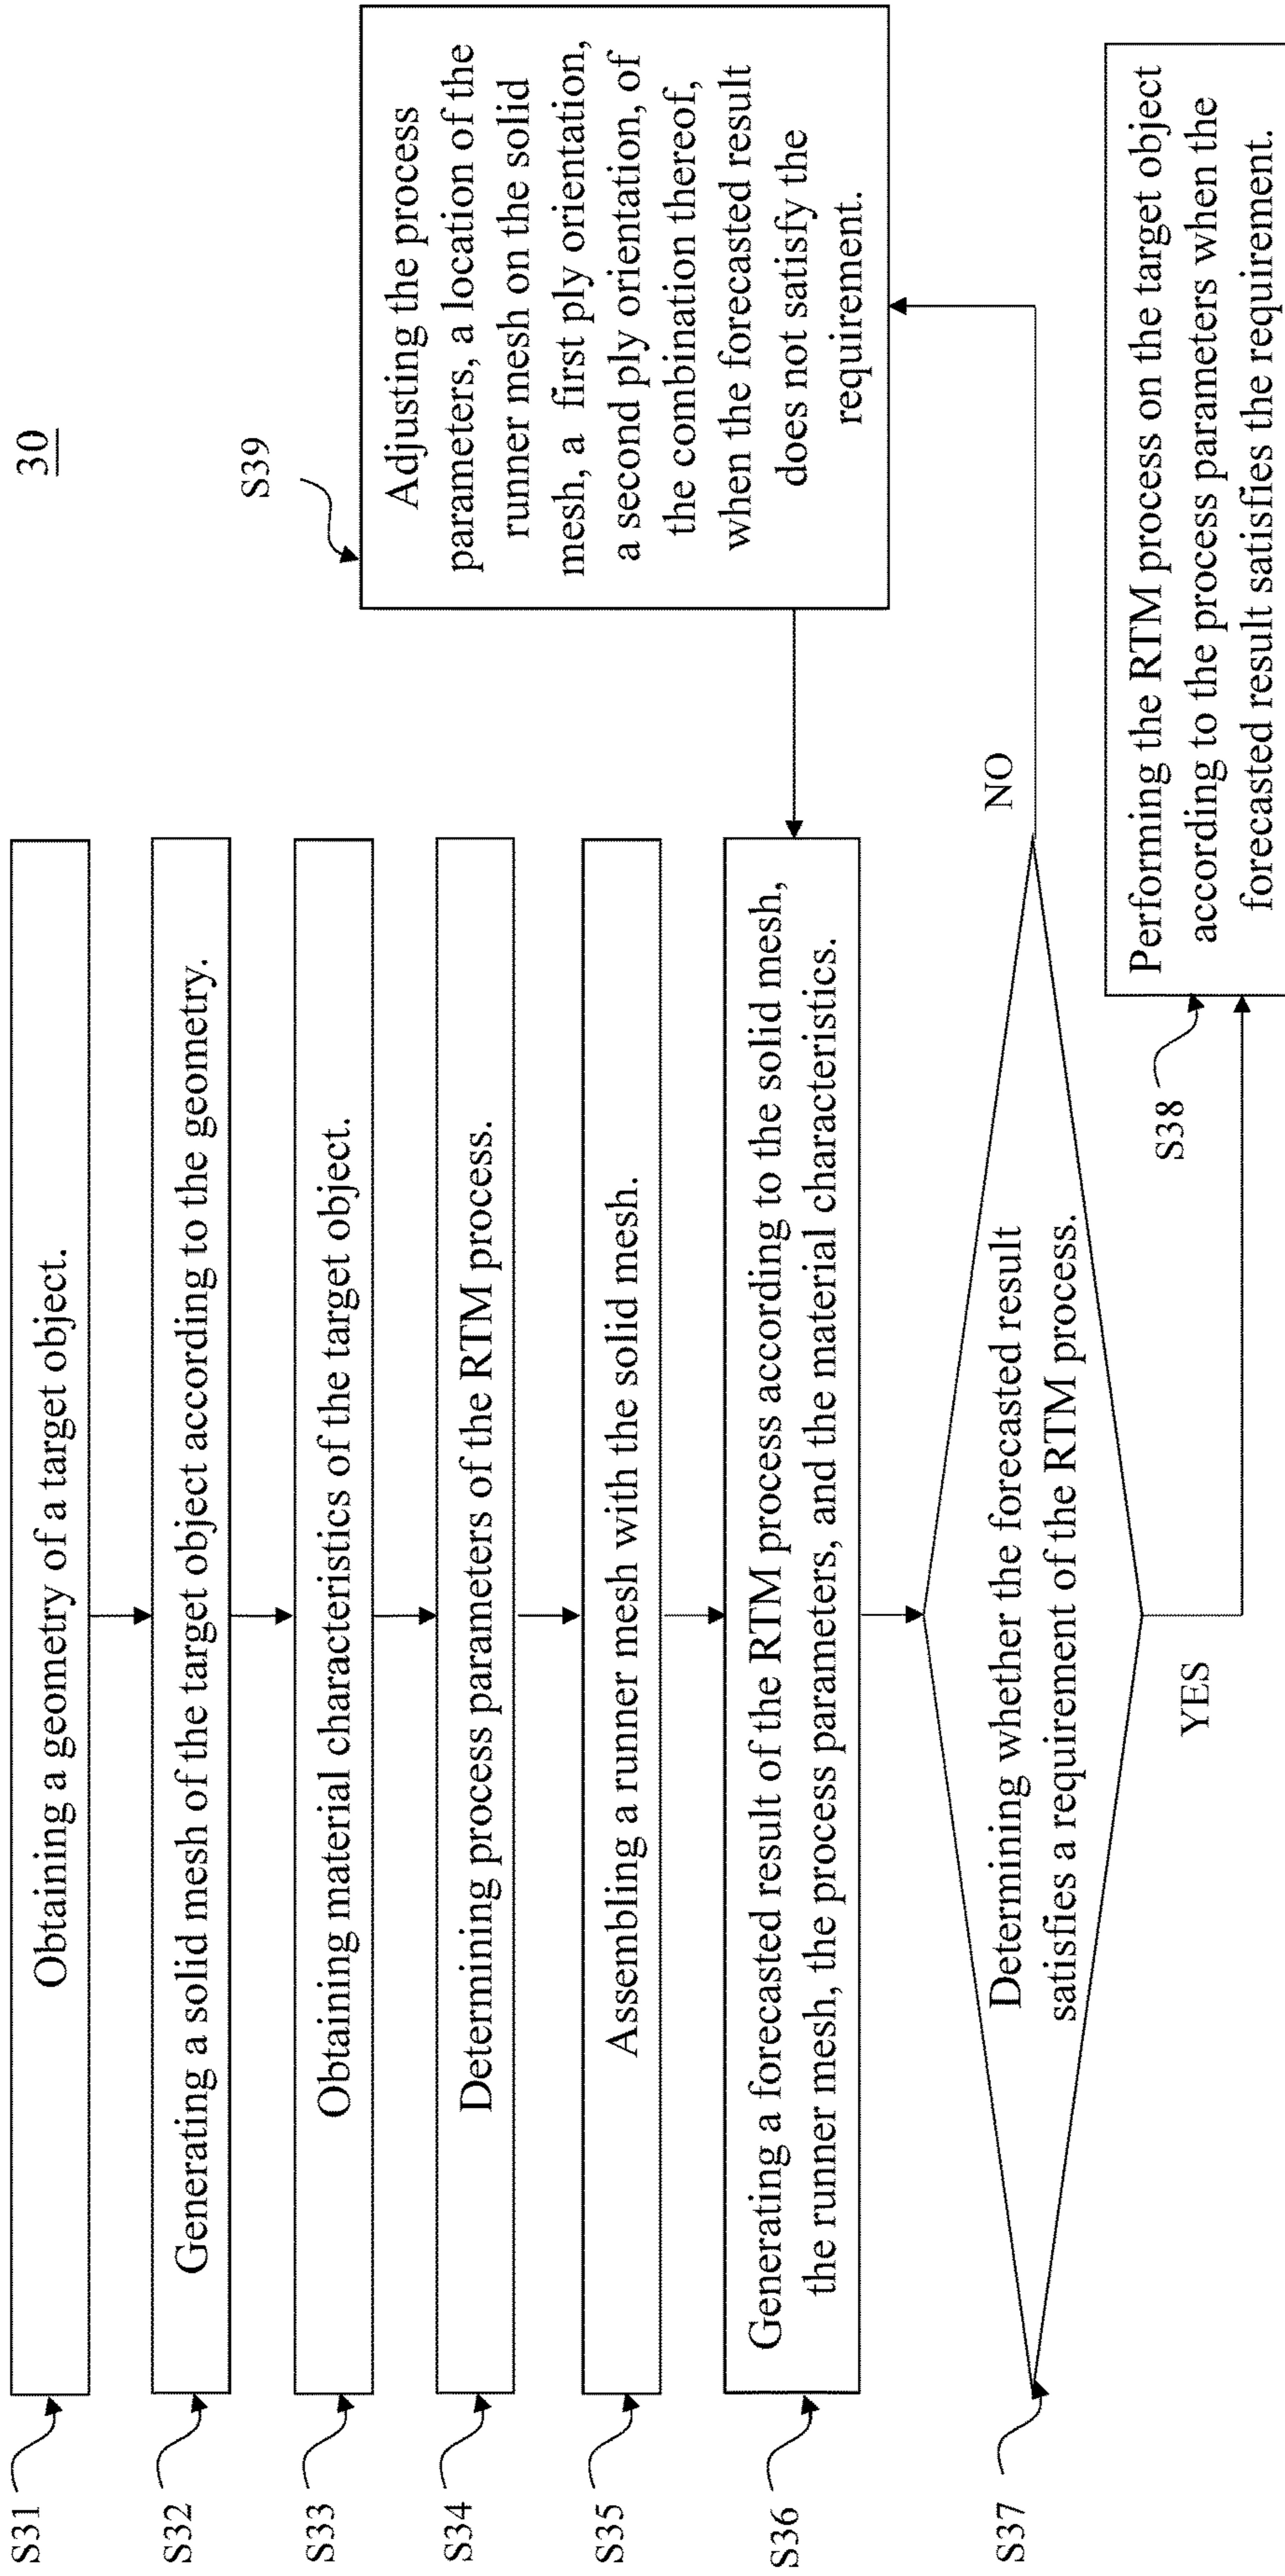 30
S31
Obtaining a geometry of a target object.
S32
Generating a solid mesh of the target object according to the geometry.
S33
Obtaining material characteristics of the target object.
S34
Determining process parameters of the RTM process.
S35
Assembling a runner mesh with the solid mesh.
S36
Generating a forecasted result of the RTM process according to the solid mesh,
the runner mesh, the process parameters, and the material characteristics.
S37
Determining whether the forecasted result
satisfies a requirement of the RTM process.
NO
YES
S39
Adjusting the process
parameters, a location of the
runner mesh on the solid
mesh, a first ply orientation,
a second ply orientation, of
the combination thereof,
when the forecasted result
does not satisfy the
requirement.
S38
Performing the RTM process on the target object
according to the process parameters when the
forecasted result satisfies the requirement.